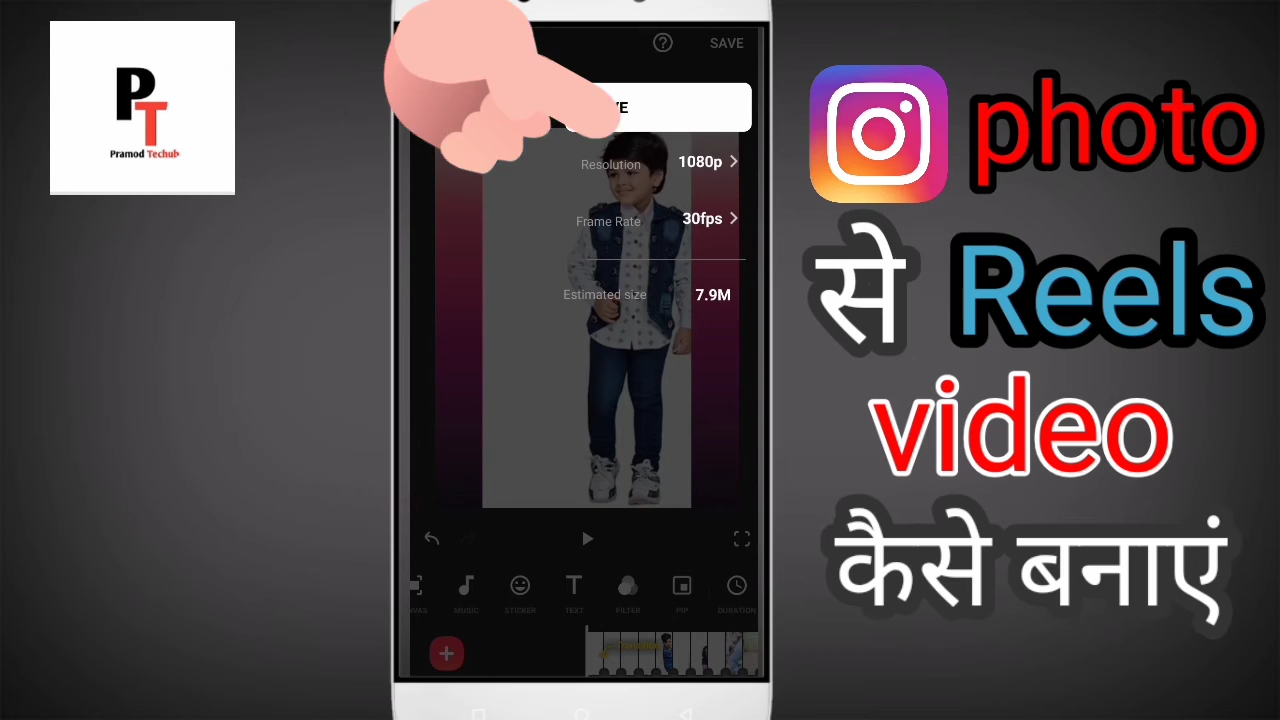 PT
Pramod Techub
SAVE
Resolution 1080p
Frame Rate 30fps
Estimated size 7.9M
MUSIC STICKER TEXT FILTER PIP DURATION
photo
से Reels
video
कैसे बनाएं